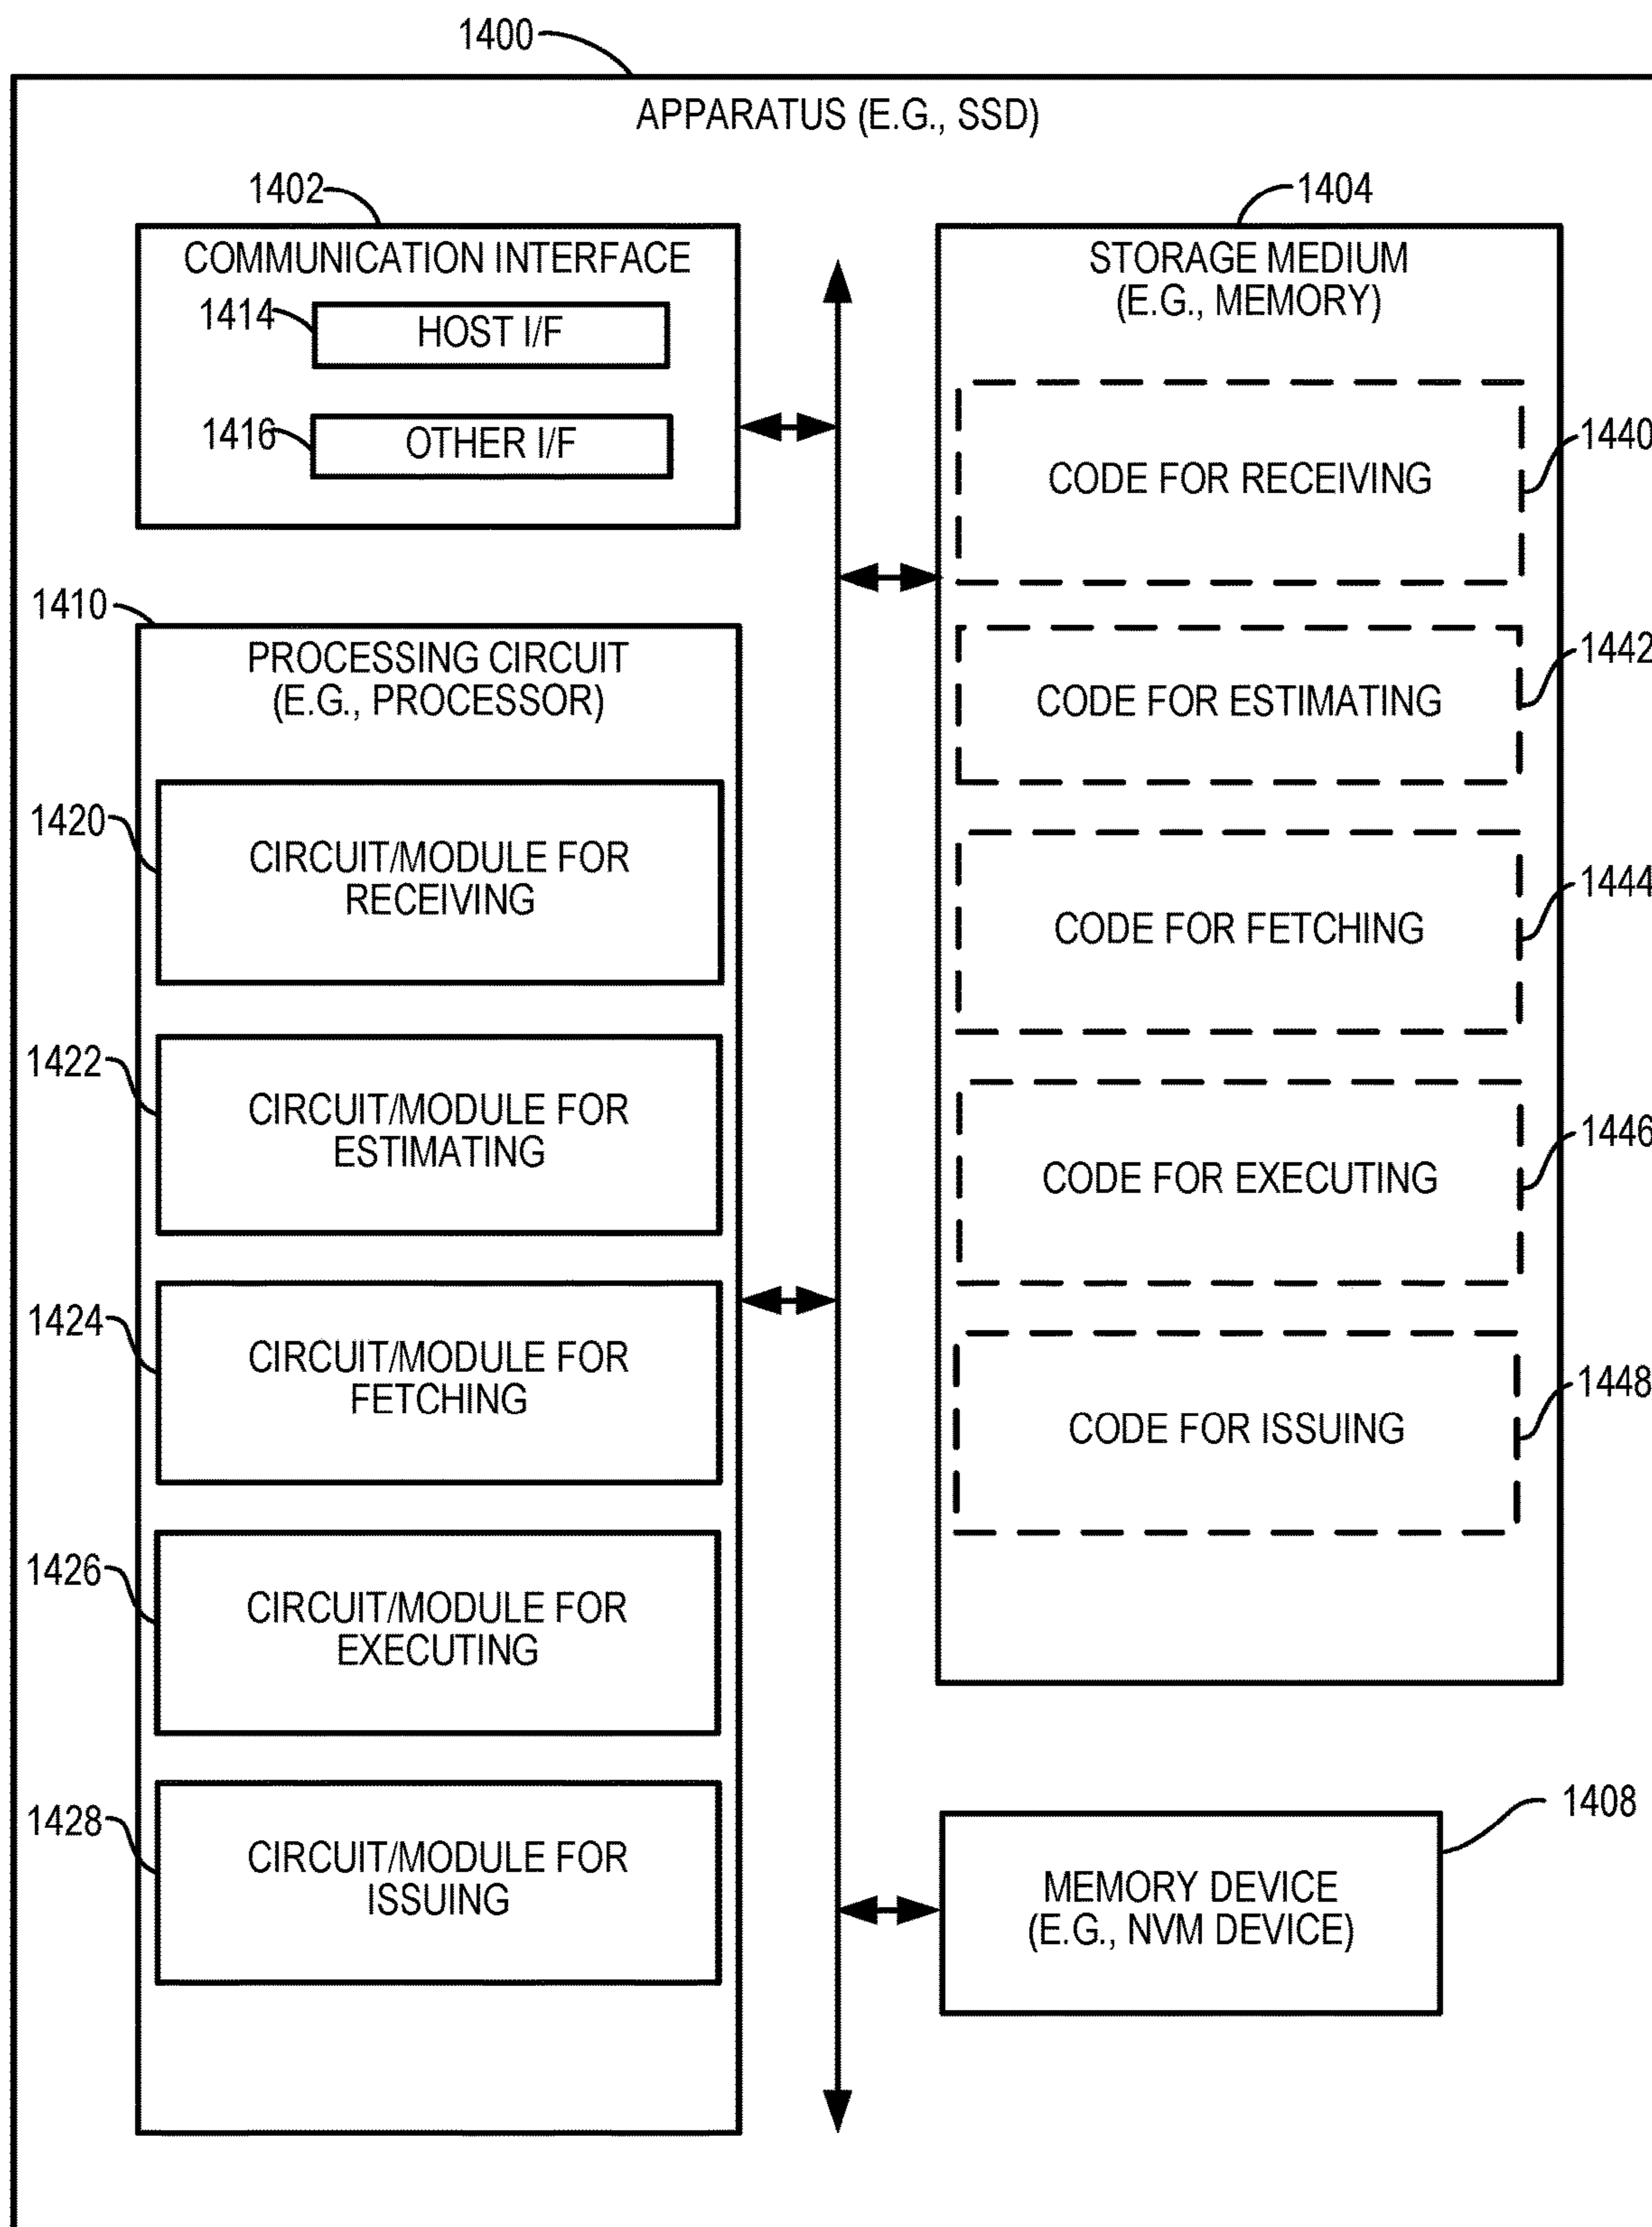 1400
APPARATUS (E.G., SSD)
1402
COMMUNICATION INTERFACE
1414
HOST I/F
1416
OTHER I/F
1410
PROCESSING CIRCUIT
(E.G., PROCESSOR)
1420
CIRCUIT/MODULE FOR
RECEIVING
1422
CIRCUIT/MODULE FOR
ESTIMATING
1424
CIRCUIT/MODULE FOR
FETCHING
1426
CIRCUIT/MODULE FOR
EXECUTING
1428
CIRCUIT/MODULE FOR
ISSUING
1404
STORAGE MEDIUM
(E.G., MEMORY)
CODE FOR RECEIVING
1440
CODE FOR ESTIMATING
1442
CODE FOR FETCHING
1444
CODE FOR EXECUTING
1446
CODE FOR ISSUING
1448
1408
MEMORY DEVICE
(E.G., NVM DEVICE)